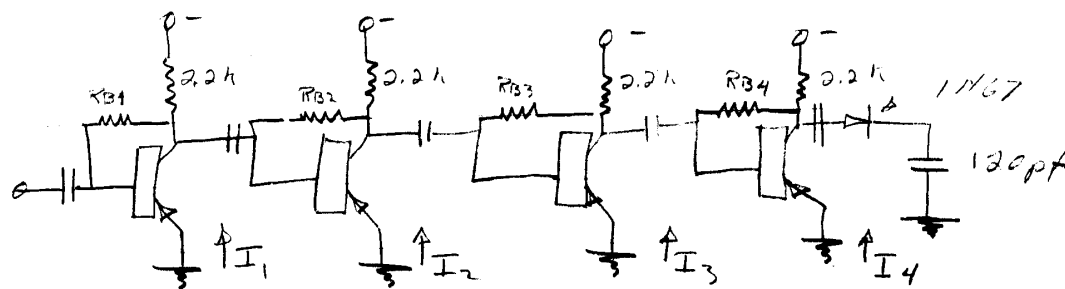 −
−
−
−
2.2k
2.2k
2.2k
2.2k
RB1
RB2
RB3
RB4
1N67
120pf
I1
I2
I3
I4